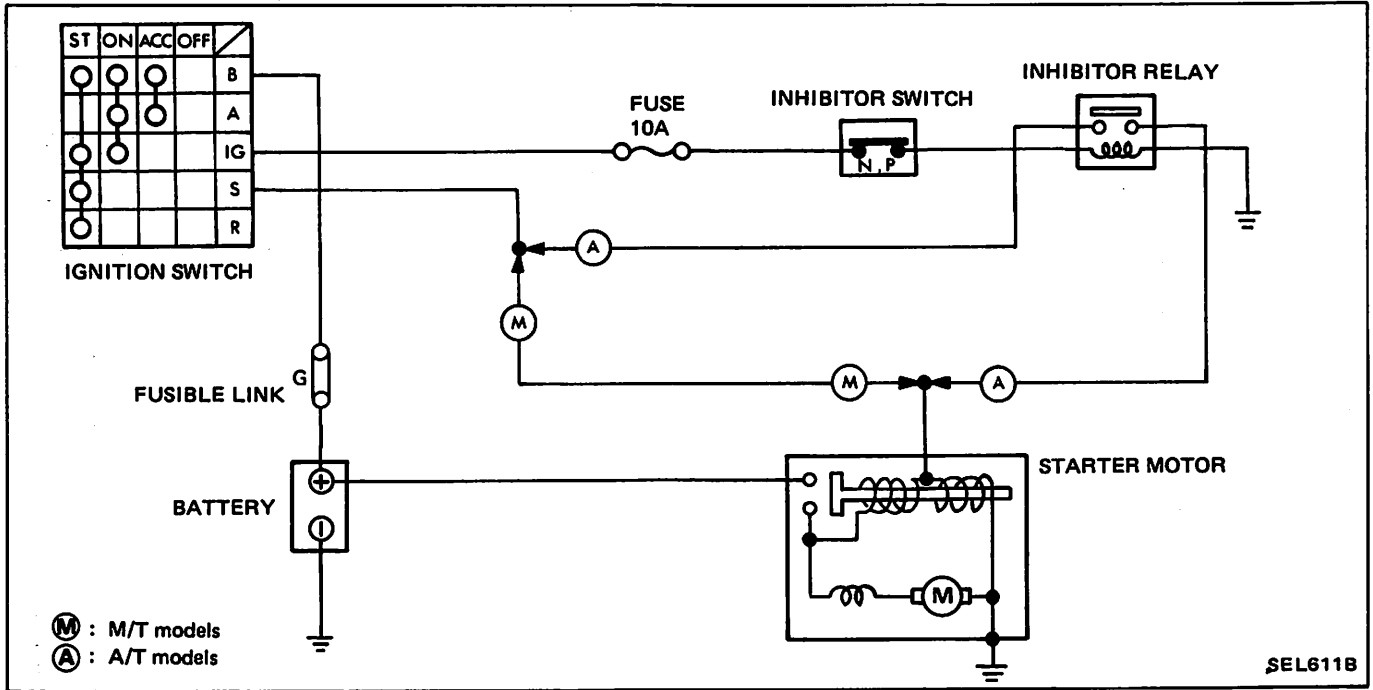 ST ON ACC OFF
B
A
IG
S
R
IGNITION SWITCH
FUSE
10A
INHIBITOR SWITCH
N, P
INHIBITOR RELAY
A
M
M
A
FUSIBLE LINK
G
BATTERY
STARTER MOTOR
M
M : M/T models
A : A/T models
SEL611B